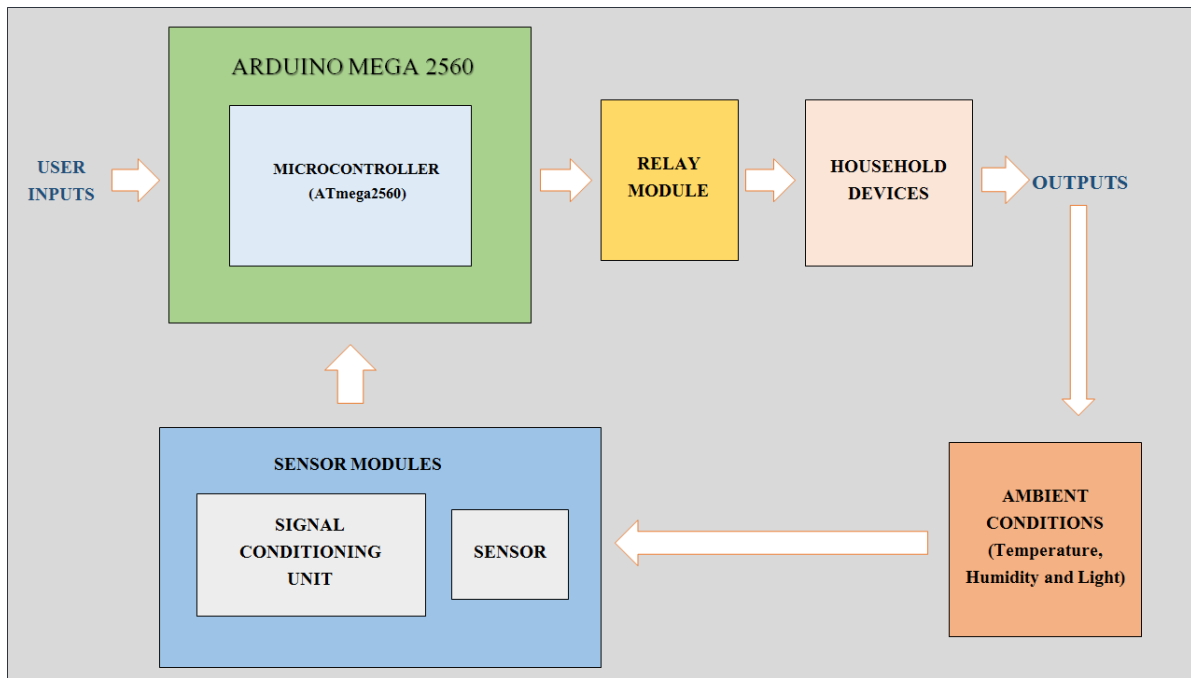 ARDUINO MEGA 2560
MICROCONTROLLER
(ATmega2560)
USER
INPUTS
RELAY
MODULE
HOUSEHOLD
DEVICES
OUTPUTS
SENSOR MODULES
SIGNAL
CONDITIONING
UNIT
SENSOR
AMBIENT
CONDITIONS
(Temperature,
Humidity and Light)